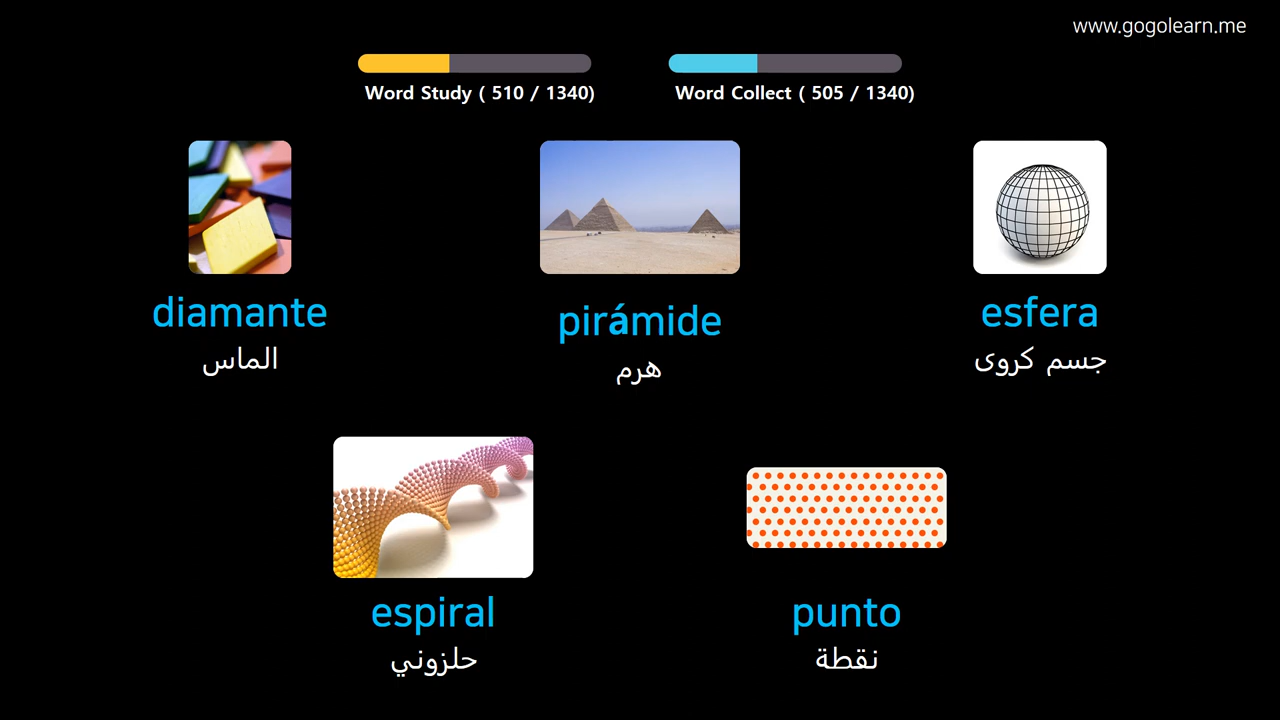 www.gogolearn.me
Word Study ( 510 / 1340)
Word Collect ( 505 / 1340)
diamante
الماس
pirámide
هرم
esfera
جسم كروى
espiral
حلزوني
punto
نقطة